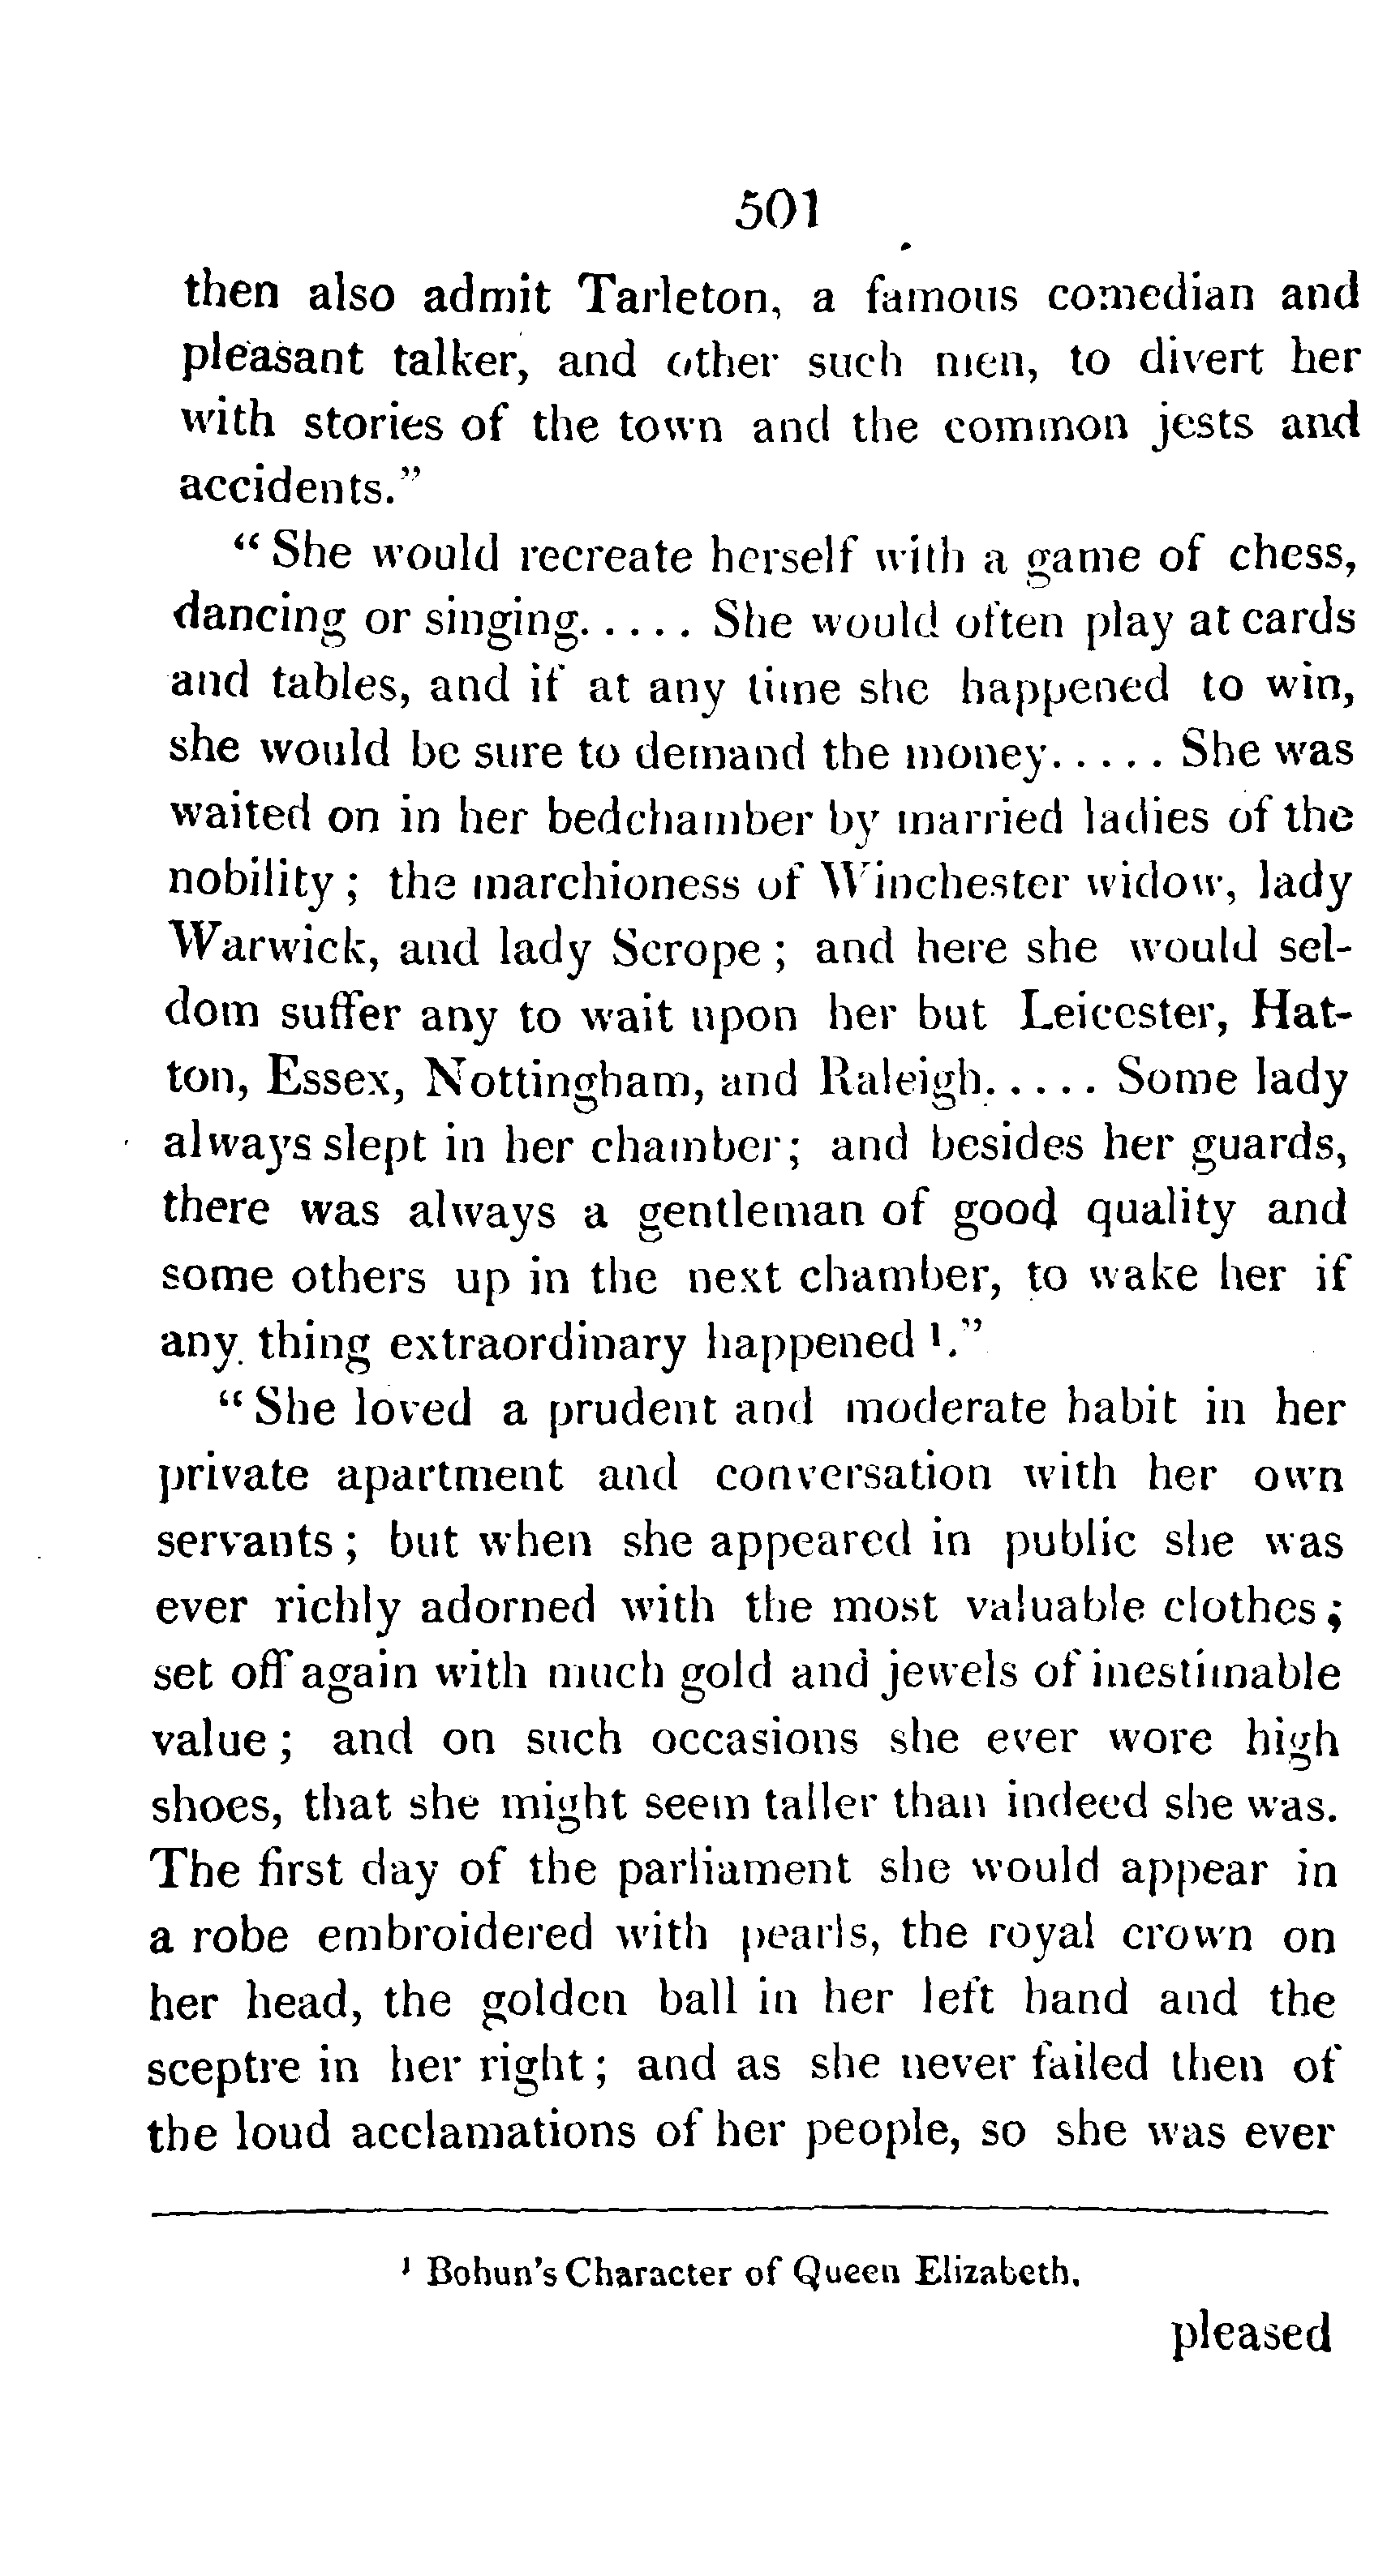 501
then also admit Tarleton, a famous comedian and
pleasant talker, and other such men, to divert her
with stories of the town and the common jests and
accidents."
"She would recreate herself with a game of chess,
dancing or singing..... She would often play at cards
and tables, and if at any time she happened to win,
she would be sure to demand the money..... She was
waited on in her bedchamber by married ladies of the
nobility; the marchioness of Winchester widow, lady
Warwick, and lady Scrope; and here she would sel-
dom suffer any to wait upon her but Leicester, Hat-
ton, Essex, Nottingham, and Raleigh..... Some lady
always slept in her chamber; and besides her guards,
there was always a gentleman of good quality and
some others up in the next chamber, to wake her if
any thing extraordinary happened ¹."
"She loved a prudent and moderate habit in her
private apartment and conversation with her own
servants; but when she appeared in public she was
ever richly adorned with the most valuable clothes;
set off again with much gold and jewels of inestimable
value; and on such occasions she ever wore high
shoes, that she might seem taller than indeed she was.
The first day of the parliament she would appear in
a robe embroidered with pearls, the royal crown on
her head, the golden ball in her left hand and the
sceptre in her right; and as she never failed then of
the loud acclamations of her people, so she was ever
¹ Bohun's Character of Queen Elizabeth.
pleased